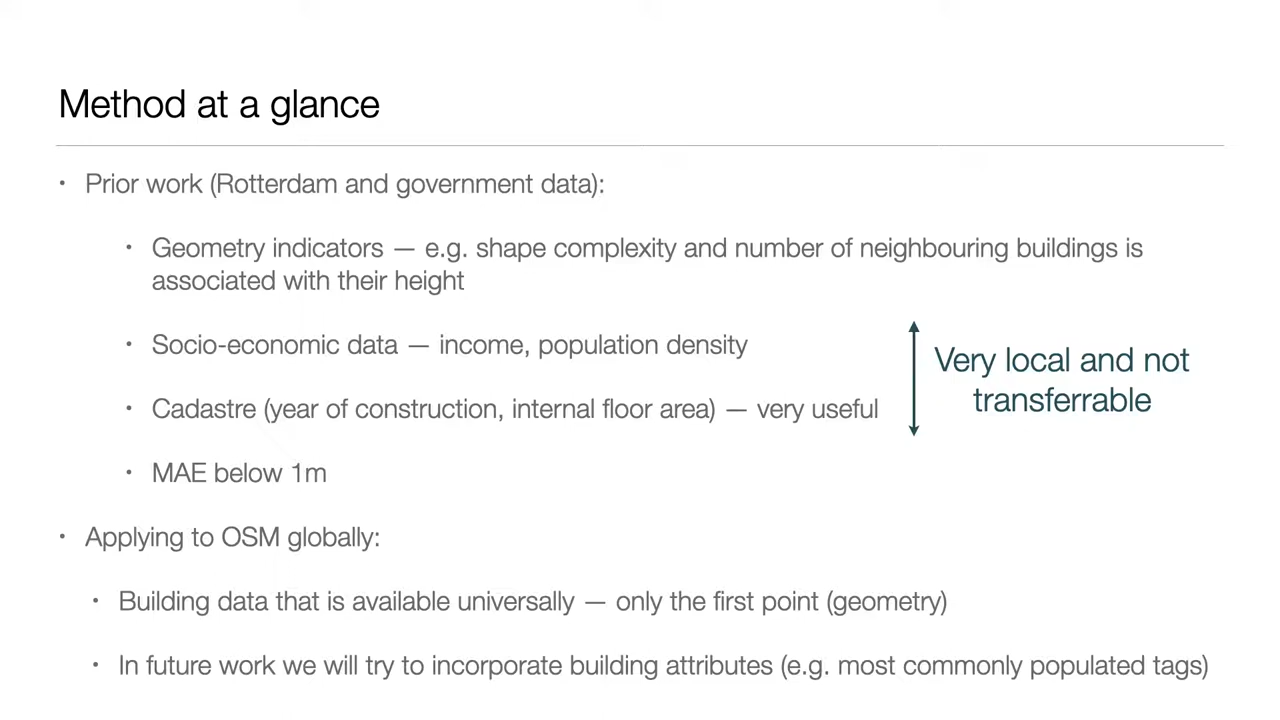 Method at a glance
• Prior work (Rotterdam and government data):
• Geometry indicators — e.g. shape complexity and number of neighbouring buildings is
associated with their height
• Socio-economic data — income, population density
• Cadastre (year of construction, internal floor area) — very useful
Very local and not
transferrable
• MAE below 1m
• Applying to OSM globally:
• Building data that is available universally — only the first point (geometry)
• In future work we will try to incorporate building attributes (e.g. most commonly populated tags)